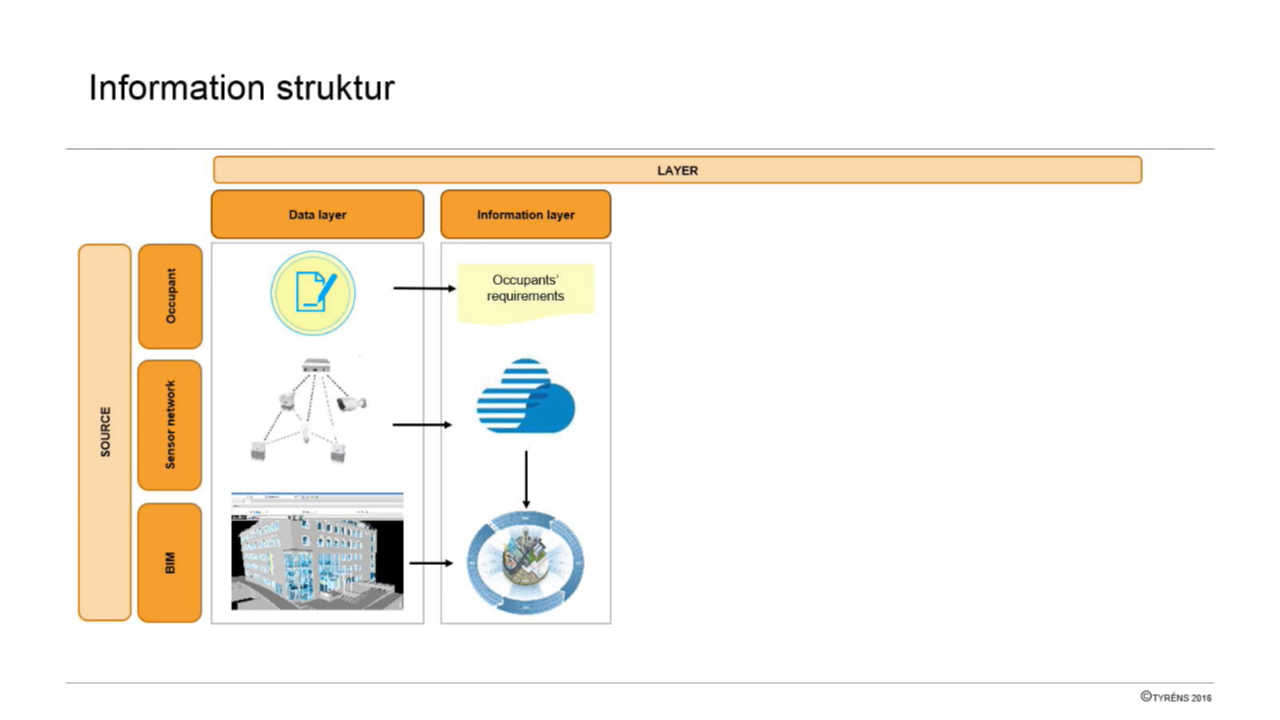 Information struktur
LAYER
Data layer
Information layer
SOURCE
Occupant
Occupants'
requirements
Sensor network
BIM
©TYRÉNS 2016